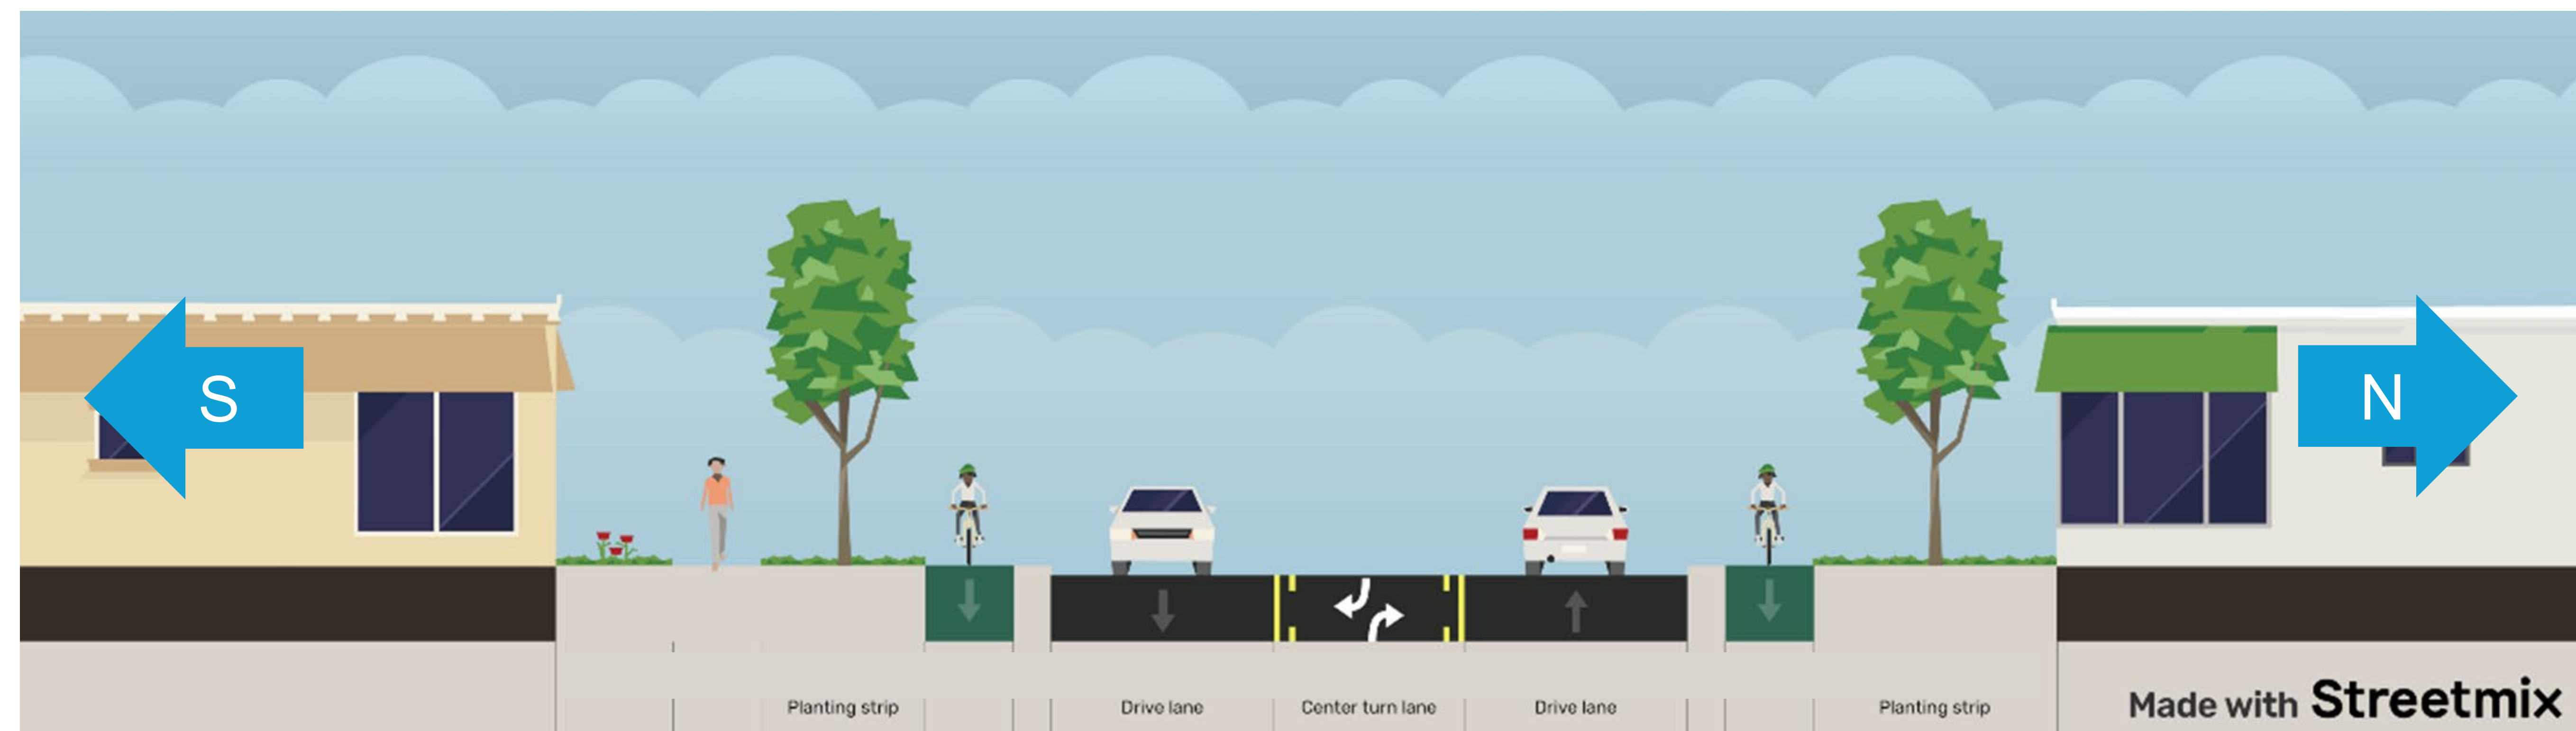 S
N
Planting strip
Drive lane
Center turn lane
Drive lane
Planting strip
Made with Streetmix